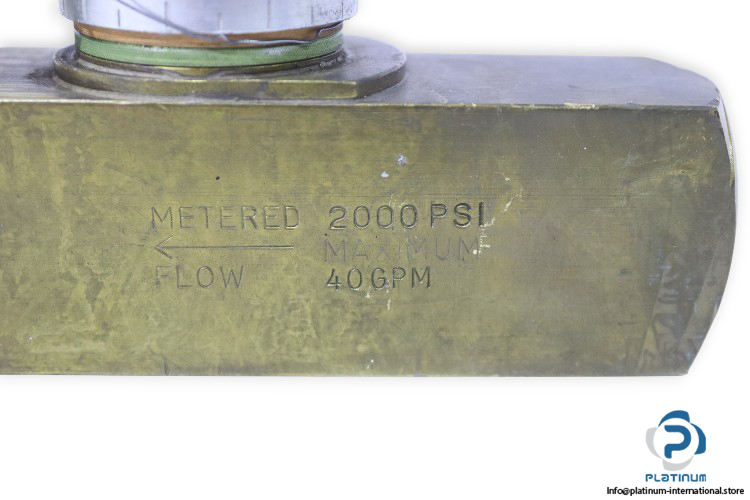 METERED 2000 PSI
MAXIMUM
FLOW 40 GPM
PLATINUM
Info@platinum-international.store